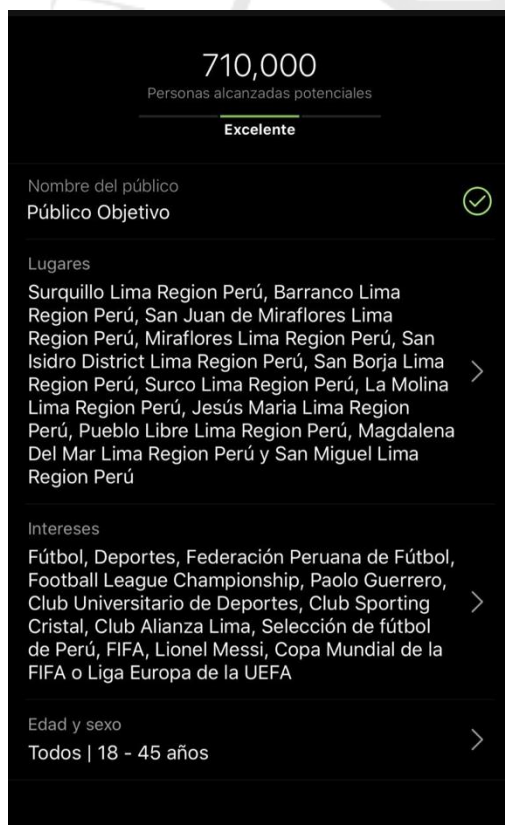 710,000
Personas alcanzadas potenciales
Excelente
Nombre del público
Público Objetivo
Lugares
Surquillo Lima Region Perú, Barranco Lima
Region Perú, San Juan de Miraflores Lima
Region Perú, Miraflores Lima Region Perú, San
Isidro District Lima Region Perú, San Borja Lima
Region Perú, Surco Lima Region Perú, La Molina
Lima Region Perú, Jesús Maria Lima Region
Perú, Pueblo Libre Lima Region Perú, Magdalena
Del Mar Lima Region Perú y San Miguel Lima
Region Perú
Intereses
Fútbol, Deportes, Federación Peruana de Fútbol,
Football League Championship, Paolo Guerrero,
Club Universitario de Deportes, Club Sporting
Cristal, Club Alianza Lima, Selección de fútbol
de Perú, FIFA, Lionel Messi, Copa Mundial de la
FIFA o Liga Europa de la UEFA
Edad y sexo
Todos | 18 - 45 años